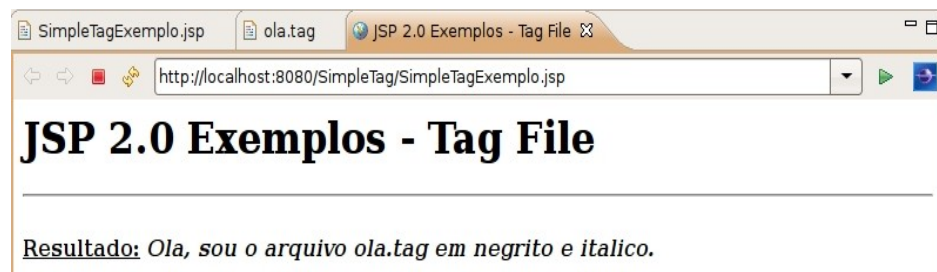 SimpleTagExemplo.jsp ola.tag JSP 2.0 Exemplos - Tag File
http://localhost:8080/SimpleTag/SimpleTagExemplo.jsp
JSP 2.0 Exemplos - Tag File
Resultado: Ola, sou o arquivo ola.tag em negrito e italico.